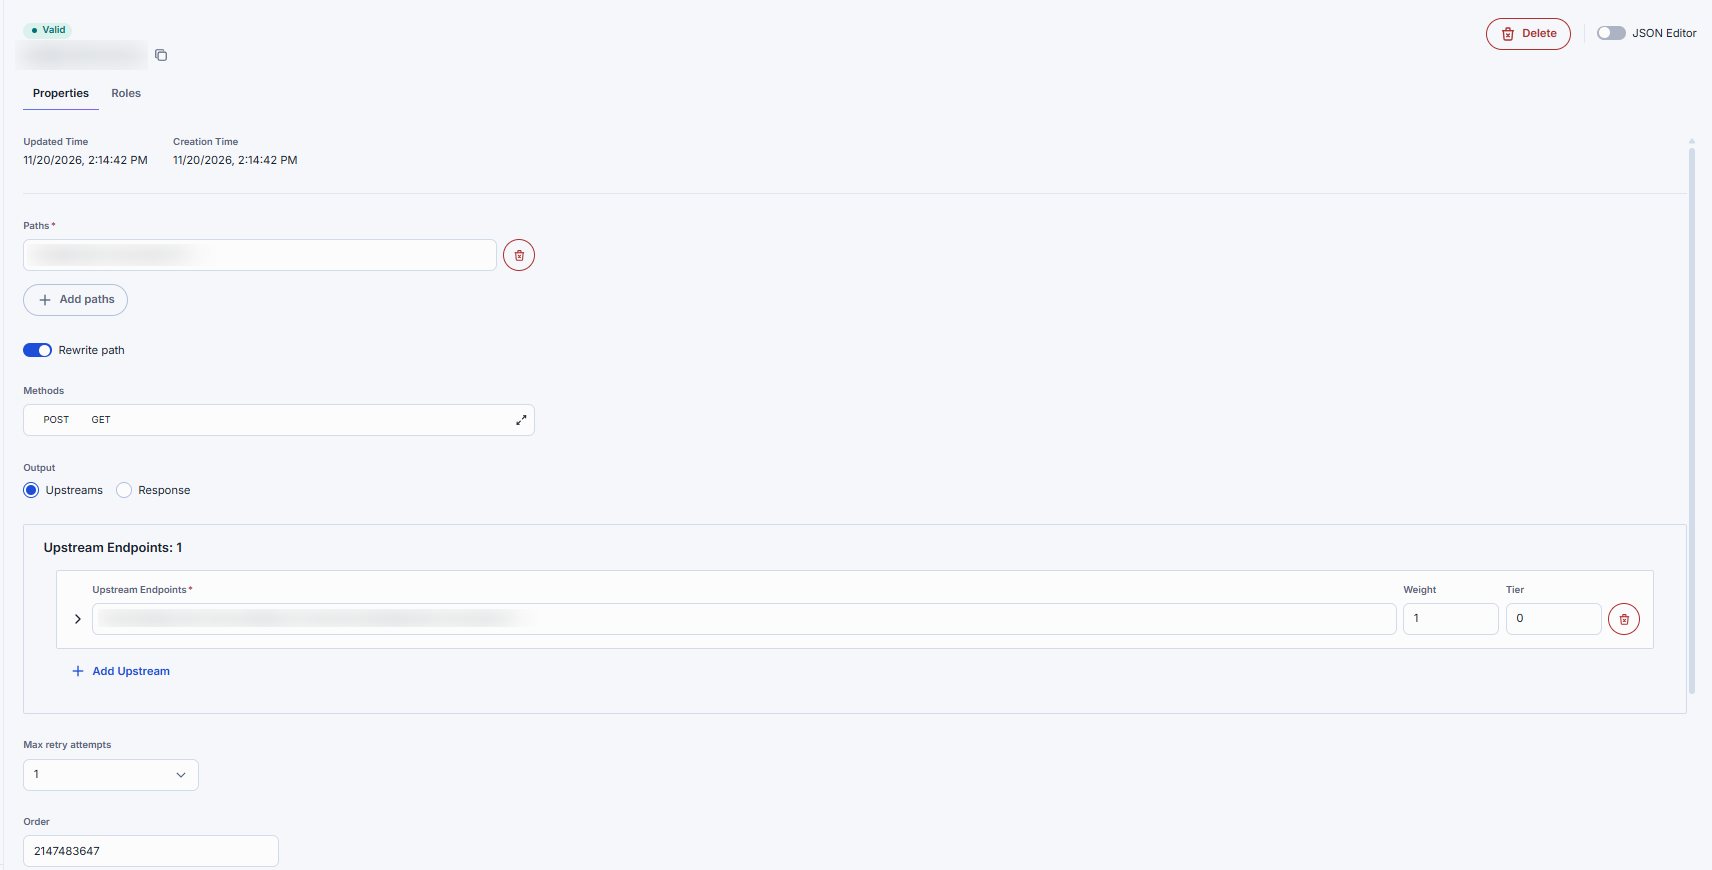 Valid
Delete
JSON Editor
Properties Roles
Updated Time Creation Time
11/20/2026, 2:14:42 PM 11/20/2026, 2:14:42 PM
Paths *
Add paths
Rewrite path
Methods
POST GET
Output
Upstreams Response
Upstream Endpoints: 1
Upstream Endpoints * Weight Tier
1 0
Add Upstream
Max retry attempts
1
Order
2147483647